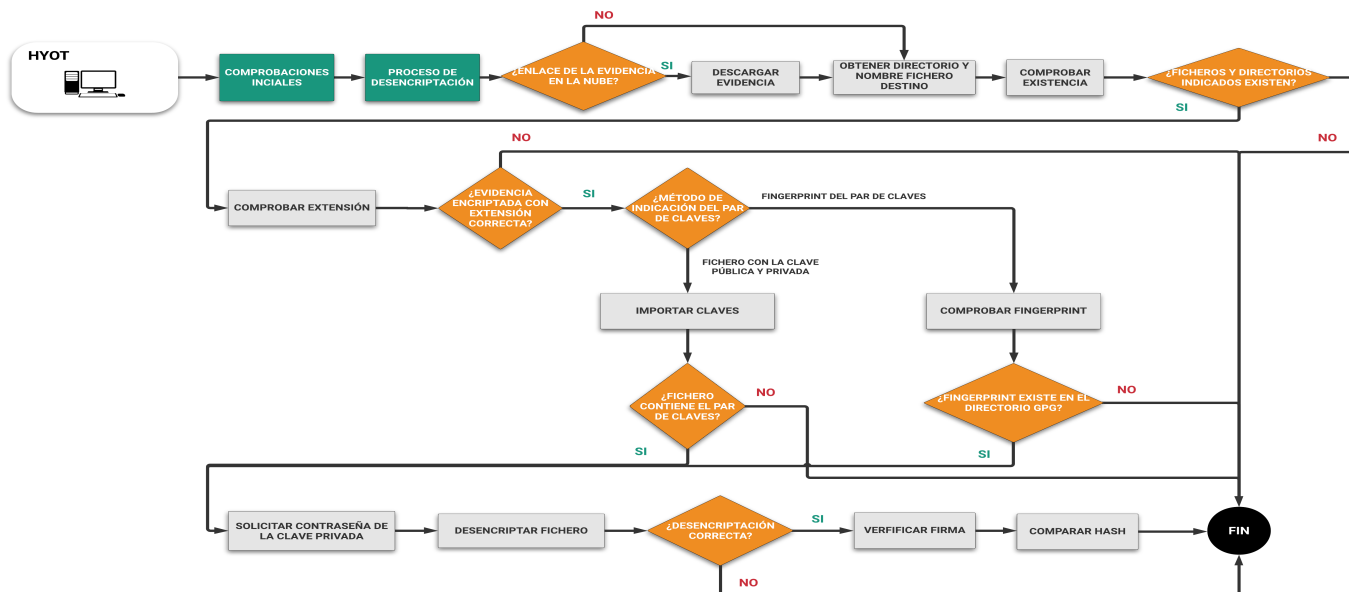 HYOT
COMPROBACIONES
INCIALES
PROCESO DE
DESENCRIPTACIÓN
¿ENLACE DE LA EVIDENCIA
EN LA NUBE?
NO
SI
DESCARGAR
EVIDENCIA
OBTENER DIRECTORIO Y
NOMBRE FICHERO
DESTINO
COMPROBAR
EXISTENCIA
¿FICHEROS Y DIRECTORIOS
INDICADOS EXISTEN?
SI
NO
COMPROBAR EXTENSIÓN
¿EVIDENCIA
ENCRIPTADA CON
EXTENSIÓN
CORRECTA?
NO
SI
¿MÉTODO DE
INDICACIÓN DEL PAR
DE CLAVES?
FINGERPRINT DEL PAR DE CLAVES
FICHERO CON LA CLAVE
PÚBLICA Y PRIVADA
IMPORTAR CLAVES
COMPROBAR FINGERPRINT
¿FICHERO
CONTIENE EL PAR
DE CLAVES?
NO
SI
¿FINGERPRINT EXISTE EN EL
DIRECTORIO GPG?
NO
SI
SOLICITAR CONTRASEÑA DE
LA CLAVE PRIVADA
DESENCRIPTAR FICHERO
¿DESENCRIPTACIÓN
CORRECTA?
SI
NO
VERFIFICAR FIRMA
COMPARAR HASH
FIN